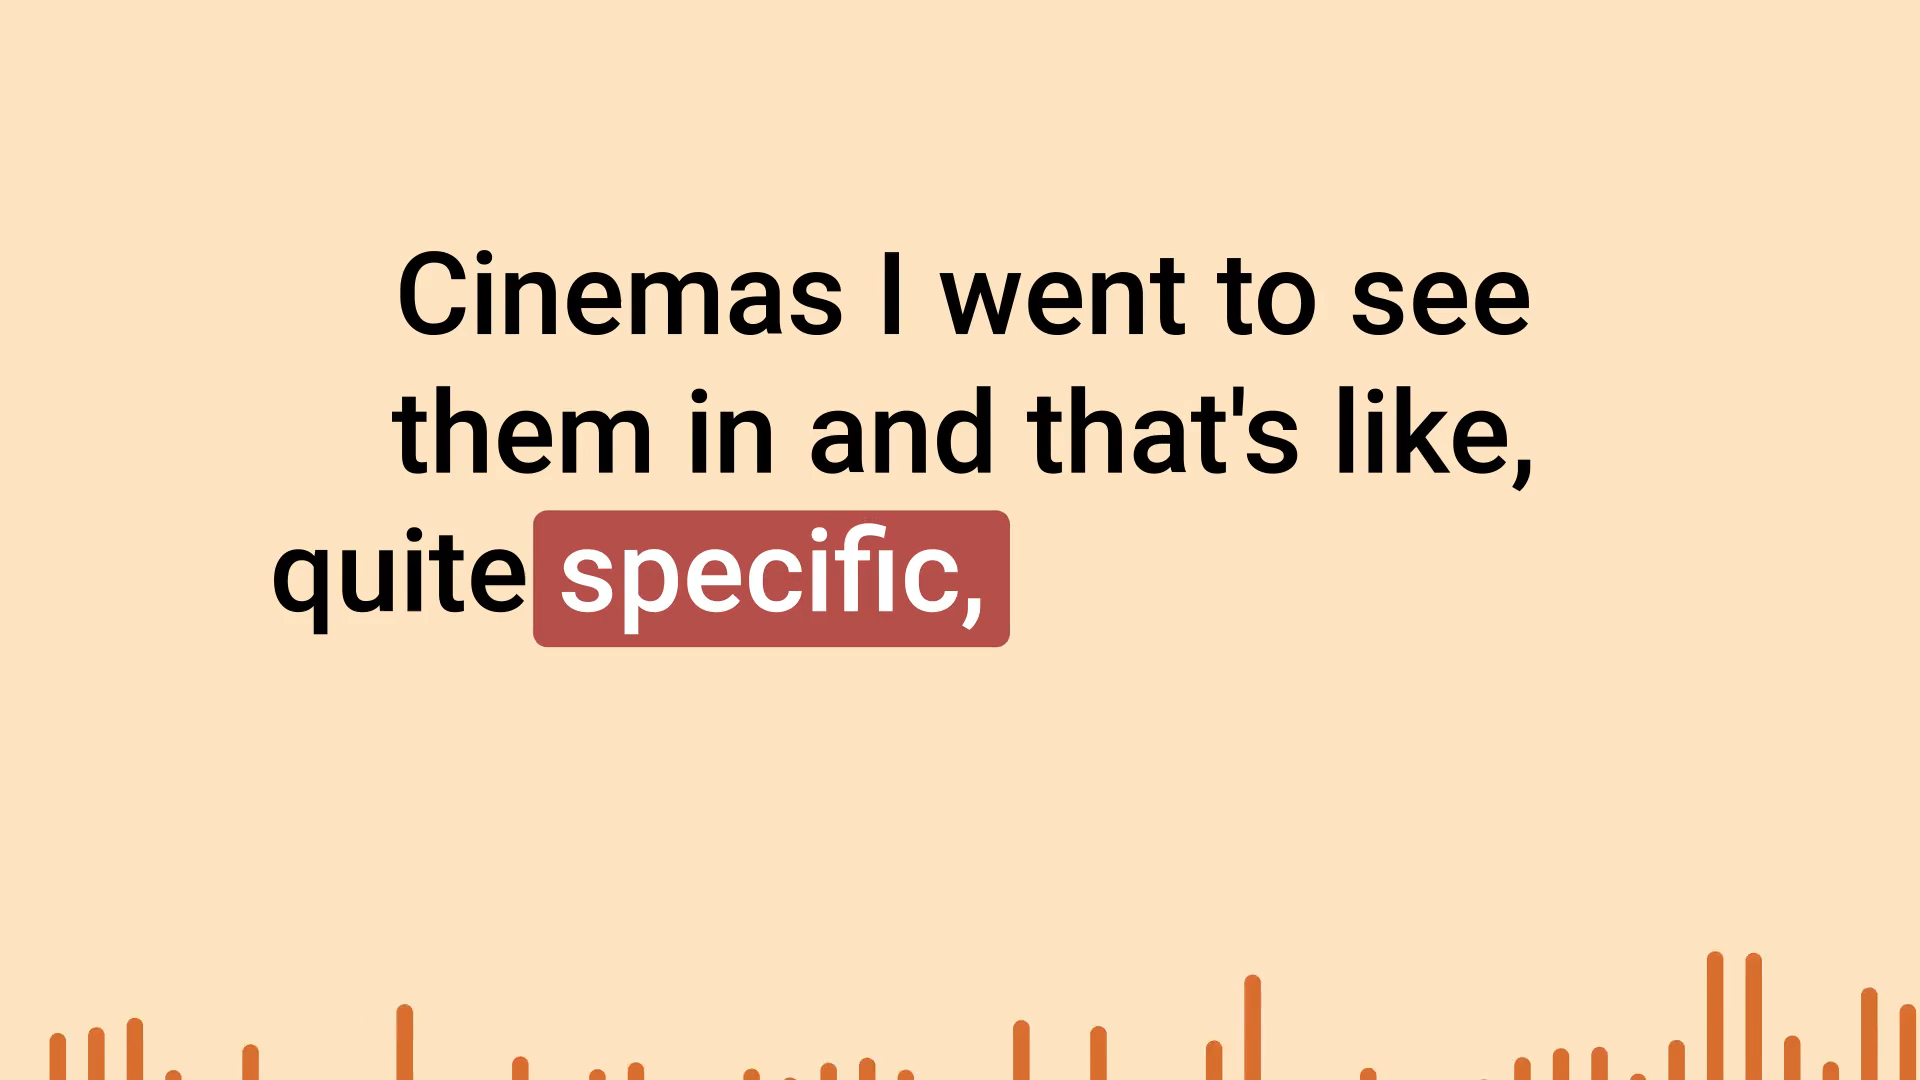 Cinemas I went to see
them in and that's like,
quite specific,